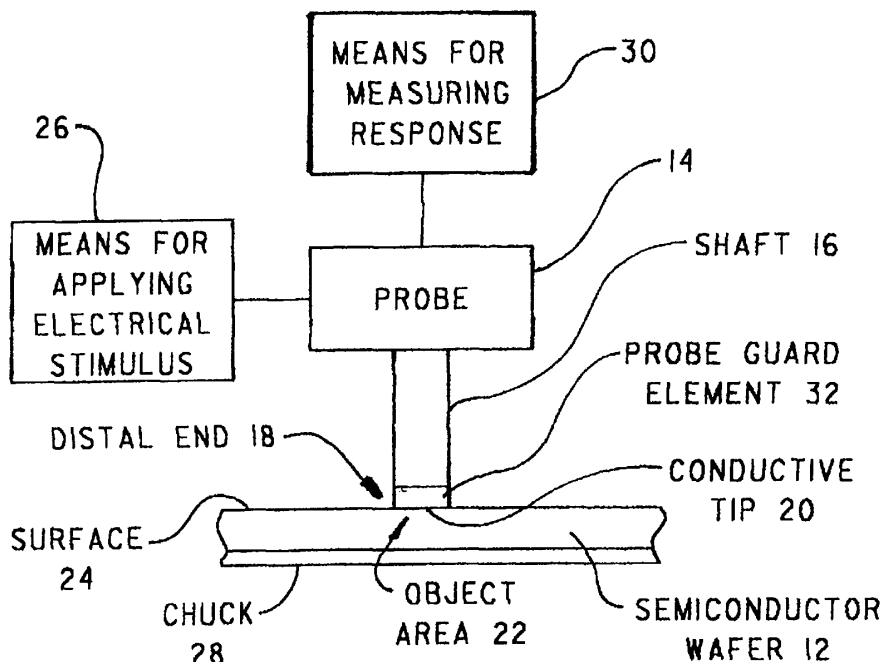 MEANS FOR
MEASURING
RESPONSE
30
26
14
MEANS FOR
APPLYING
ELECTRICAL
STIMULUS
PROBE
SHAFT 16
PROBE GUARD
ELEMENT 32
DISTAL END 18
CONDUCTIVE
TIP 20
SURFACE
24
CHUCK
28
OBJECT
AREA 22
SEMICONDUCTOR
WAFER 12